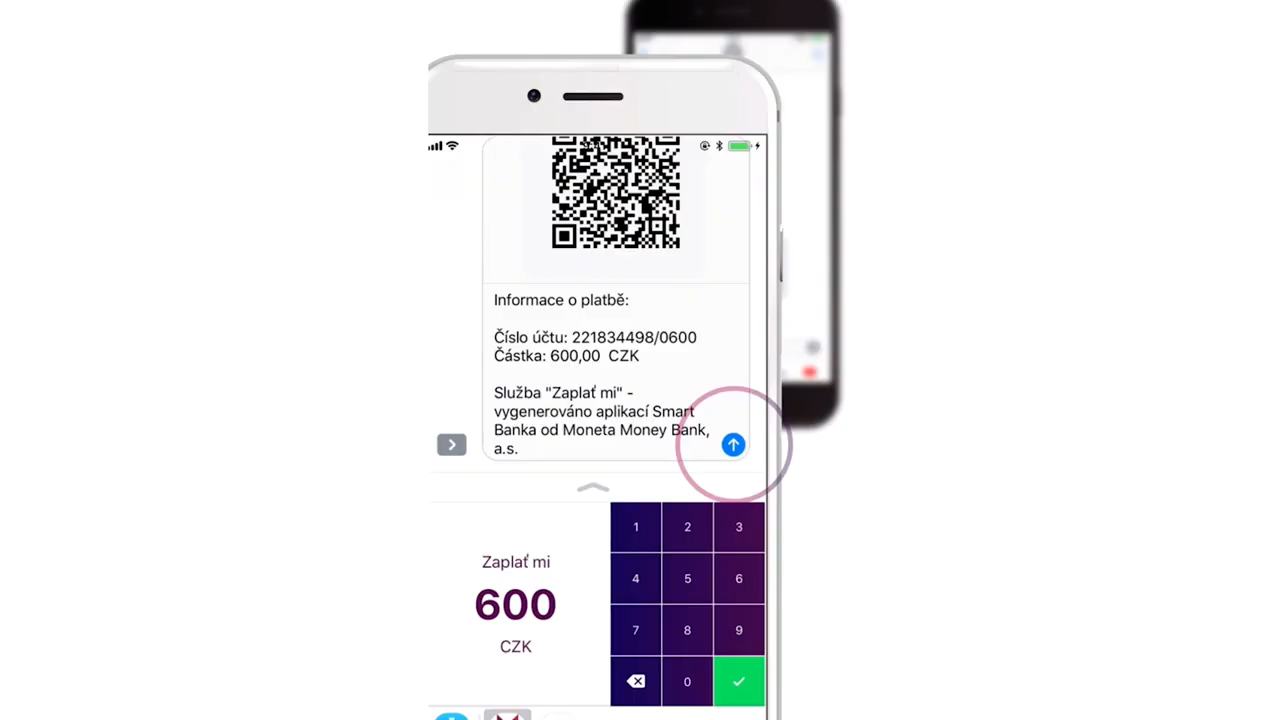 Informace o platbě:
Číslo účtu: 221834498/0600
Částka: 600,00 CZK
Služba "Zaplať mi" -
vygenerováno aplikací Smart
Banka od Moneta Money Bank,
a.s.
Zaplať mi
600
CZK
1 2 3
4 5 6
7 8 9
0